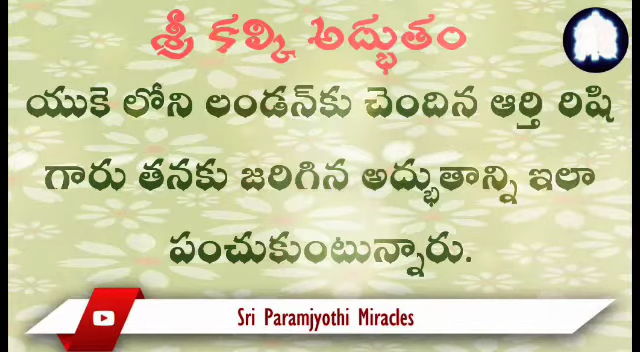 శ్రీ కల్కి అద్భుతం
యుకె లోని లండన్‌కు చెందిన ఆర్తి రిషి
గారు తనకు జరిగిన అద్భుతాన్ని ఇలా
పంచుకుంటున్నారు.
Sri Paramjyothi Miracles